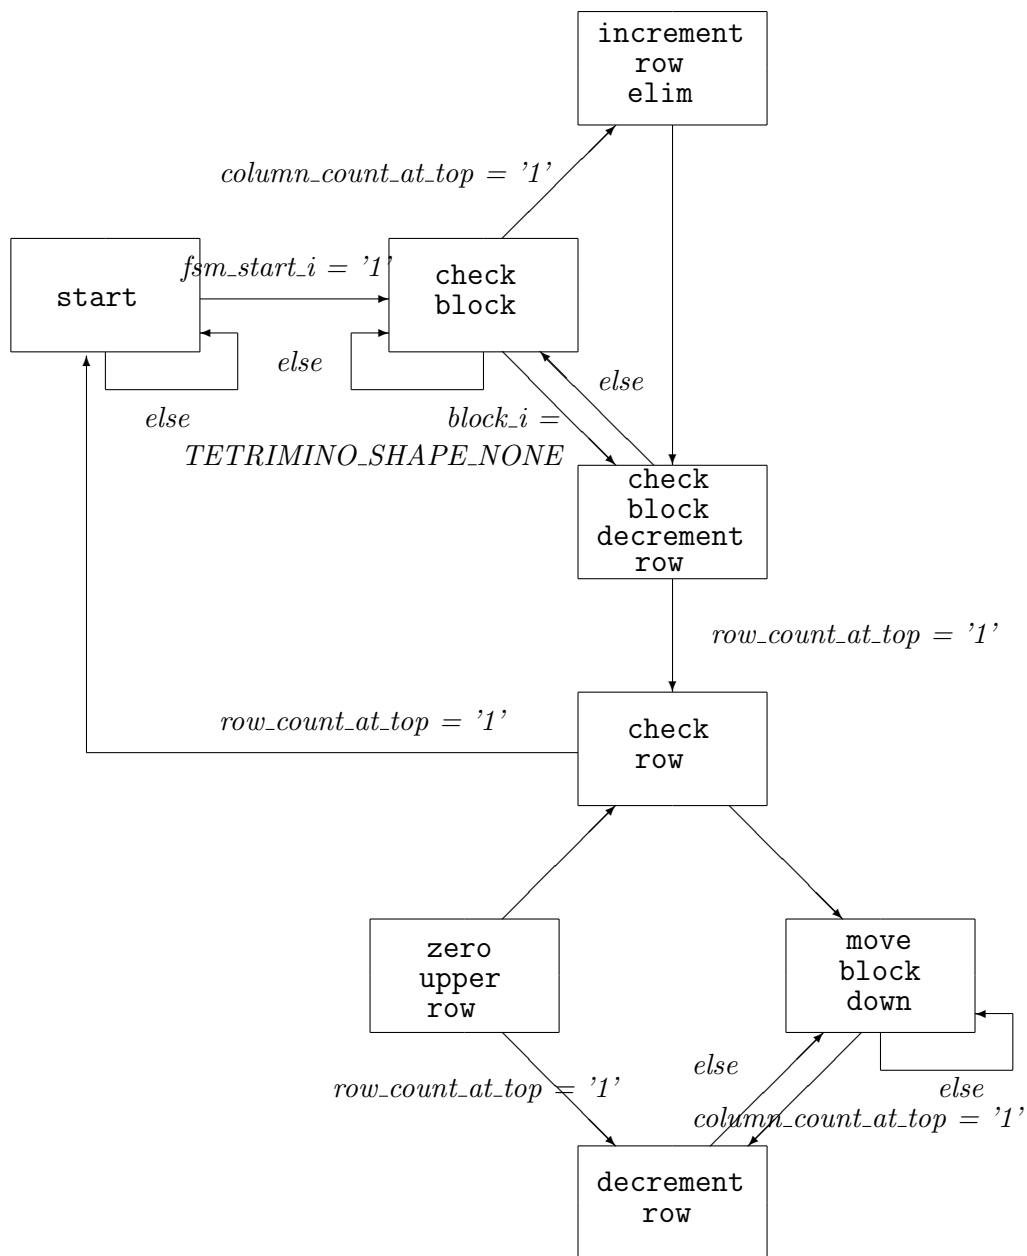 increment
row
elim
column_count_at_top = '1'
fsm_start_i = '1'
start
check
block
else
else
else
block_i =
TETRIMINO_SHAPE_NONE
check
block
decrement
row
row_count_at_top = '1'
row_count_at_top = '1'
check
row
zero
upper
row
move
block
down
else
else
row_count_at_top = '1'
column_count_at_top = '1'
decrement
row